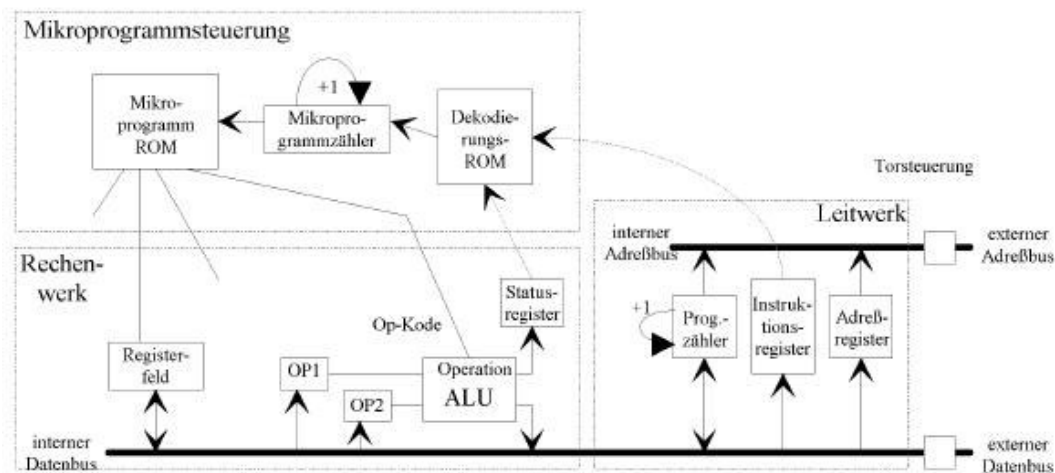 Mikroprogrammsteuerung
+1
Mikro-
programm
ROM
Mikropro-
grammzähler
Dekodie-
rungs-
ROM
Torsteuerung
Leitwerk
interner
Adreßbus
externer
Adreßbus
Rechen-
werk
Status-
register
Op-Kode
+1
Prog.-
zähler
Instruk-
tions-
register
Adreß-
register
Register-
feld
OP1
OP2
Operation
ALU
interner
Datenbus
externer
Datenbus